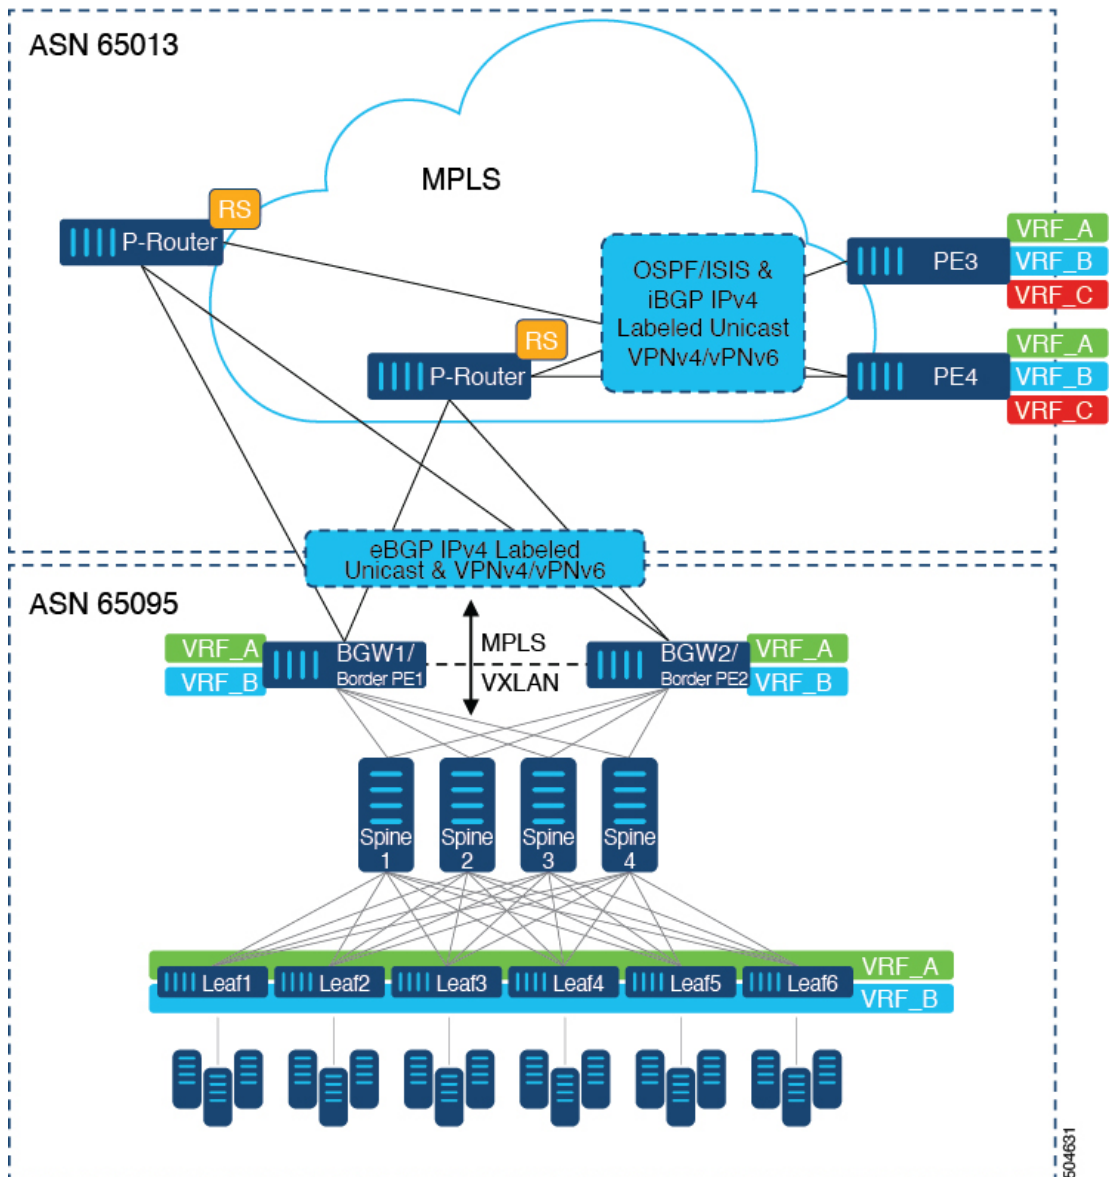 ASN 65013
MPLS
RS
P-Router
RS
P-Router
OSPF/ISIS &
iBGP IPv4
Labeled Unicast
VPNv4/vPNv6
PE3
VRF_A
VRF_B
VRF_C
PE4
VRF_A
VRF_B
VRF_C
eBGP IPv4 Labeled
Unicast & VPNv4/vPNv6
ASN 65095
VRF_A
VRF_B
BGW1/
Border PE1
MPLS
VXLAN
BGW2/
Border PE2
VRF_A
VRF_B
Spine
1
Spine
2
Spine
3
Spine
4
Leaf1
Leaf2
Leaf3
Leaf4
Leaf5
Leaf6
VRF_A
VRF_B
504631